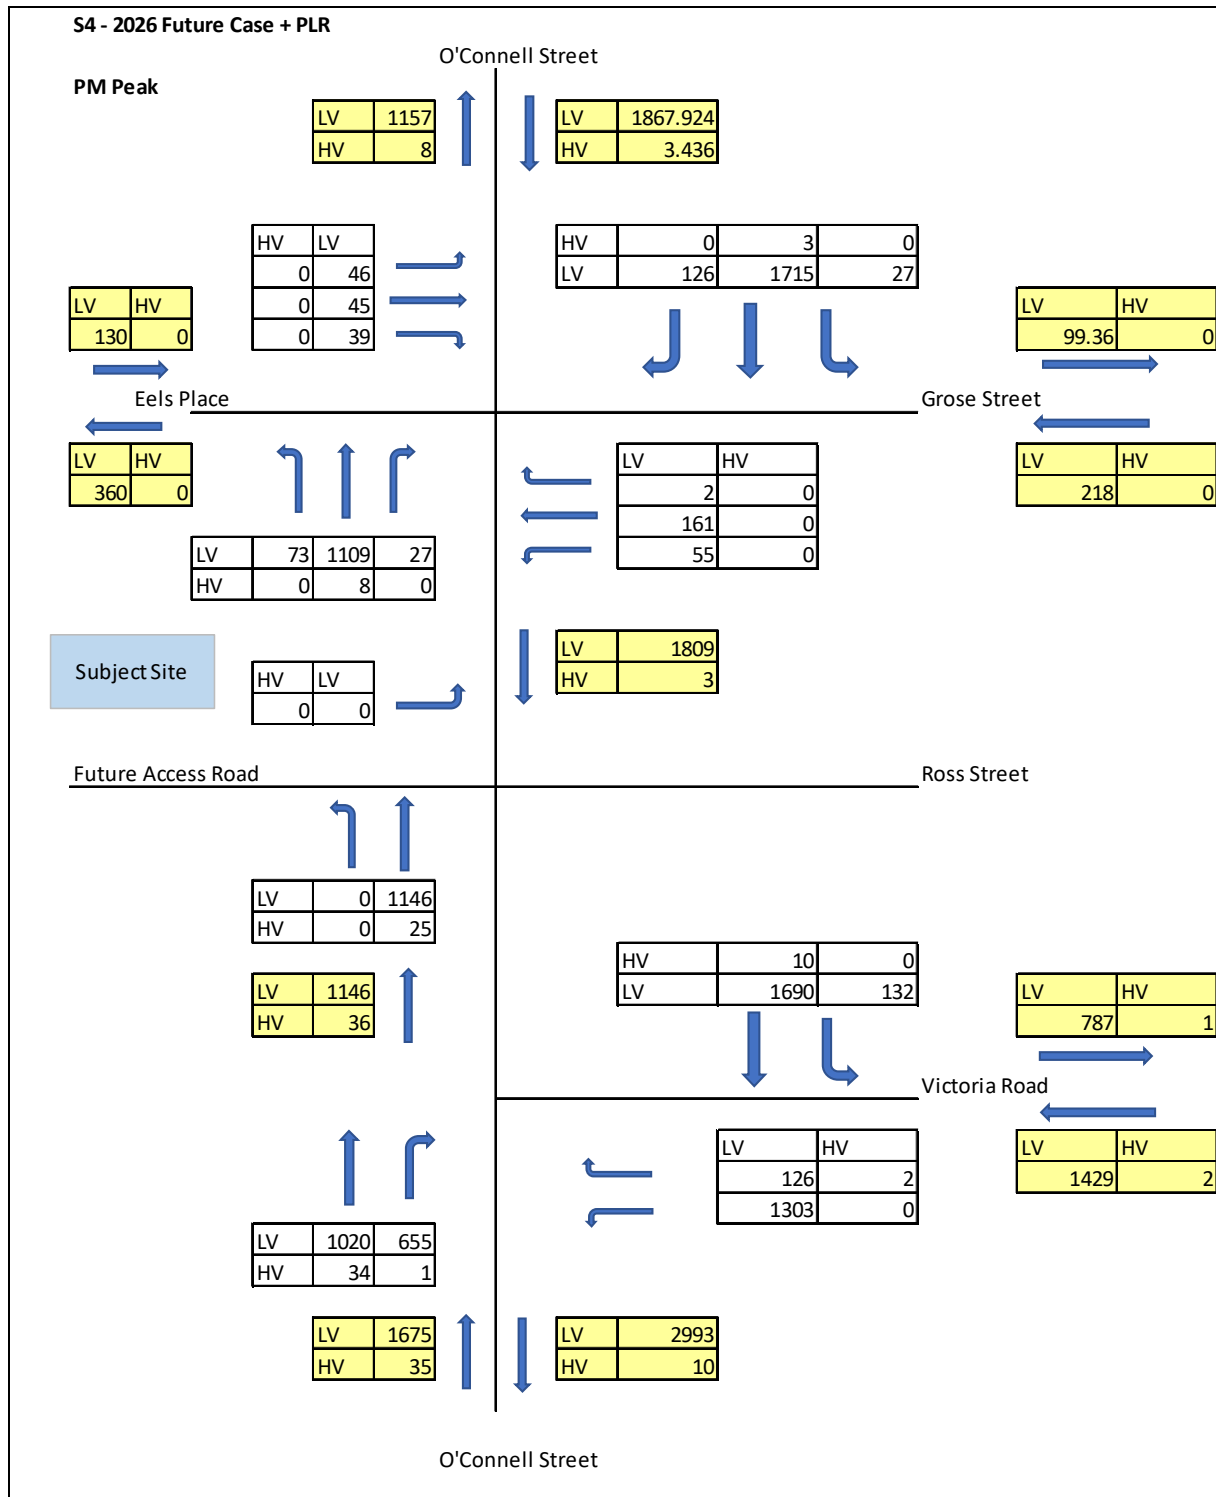 S4 - 2026 Future Case + PLR
O'Connell Street
PM Peak
LV 1157
HV 8
LV 1867.924
HV 3.436
HV LV
0 46
0 45
0 39
HV 0 3 0
LV 126 1715 27
LV HV
130 0
LV HV
99.36 0
Eels Place
Grose Street
LV HV
360 0
LV HV
2 0
161 0
55 0
LV HV
218 0
LV 73 1109 27
HV 0 8 0
Subject Site
HV LV
0 0
LV 1809
HV 3
Future Access Road
Ross Street
LV 0 1146
HV 0 25
HV 10 0
LV 1690 132
LV 1146
HV 36
LV HV
787 1
Victoria Road
LV HV
126 2
1303 0
LV HV
1429 2
LV 1020 655
HV 34 1
LV 1675
HV 35
LV 2993
HV 10
O'Connell Street